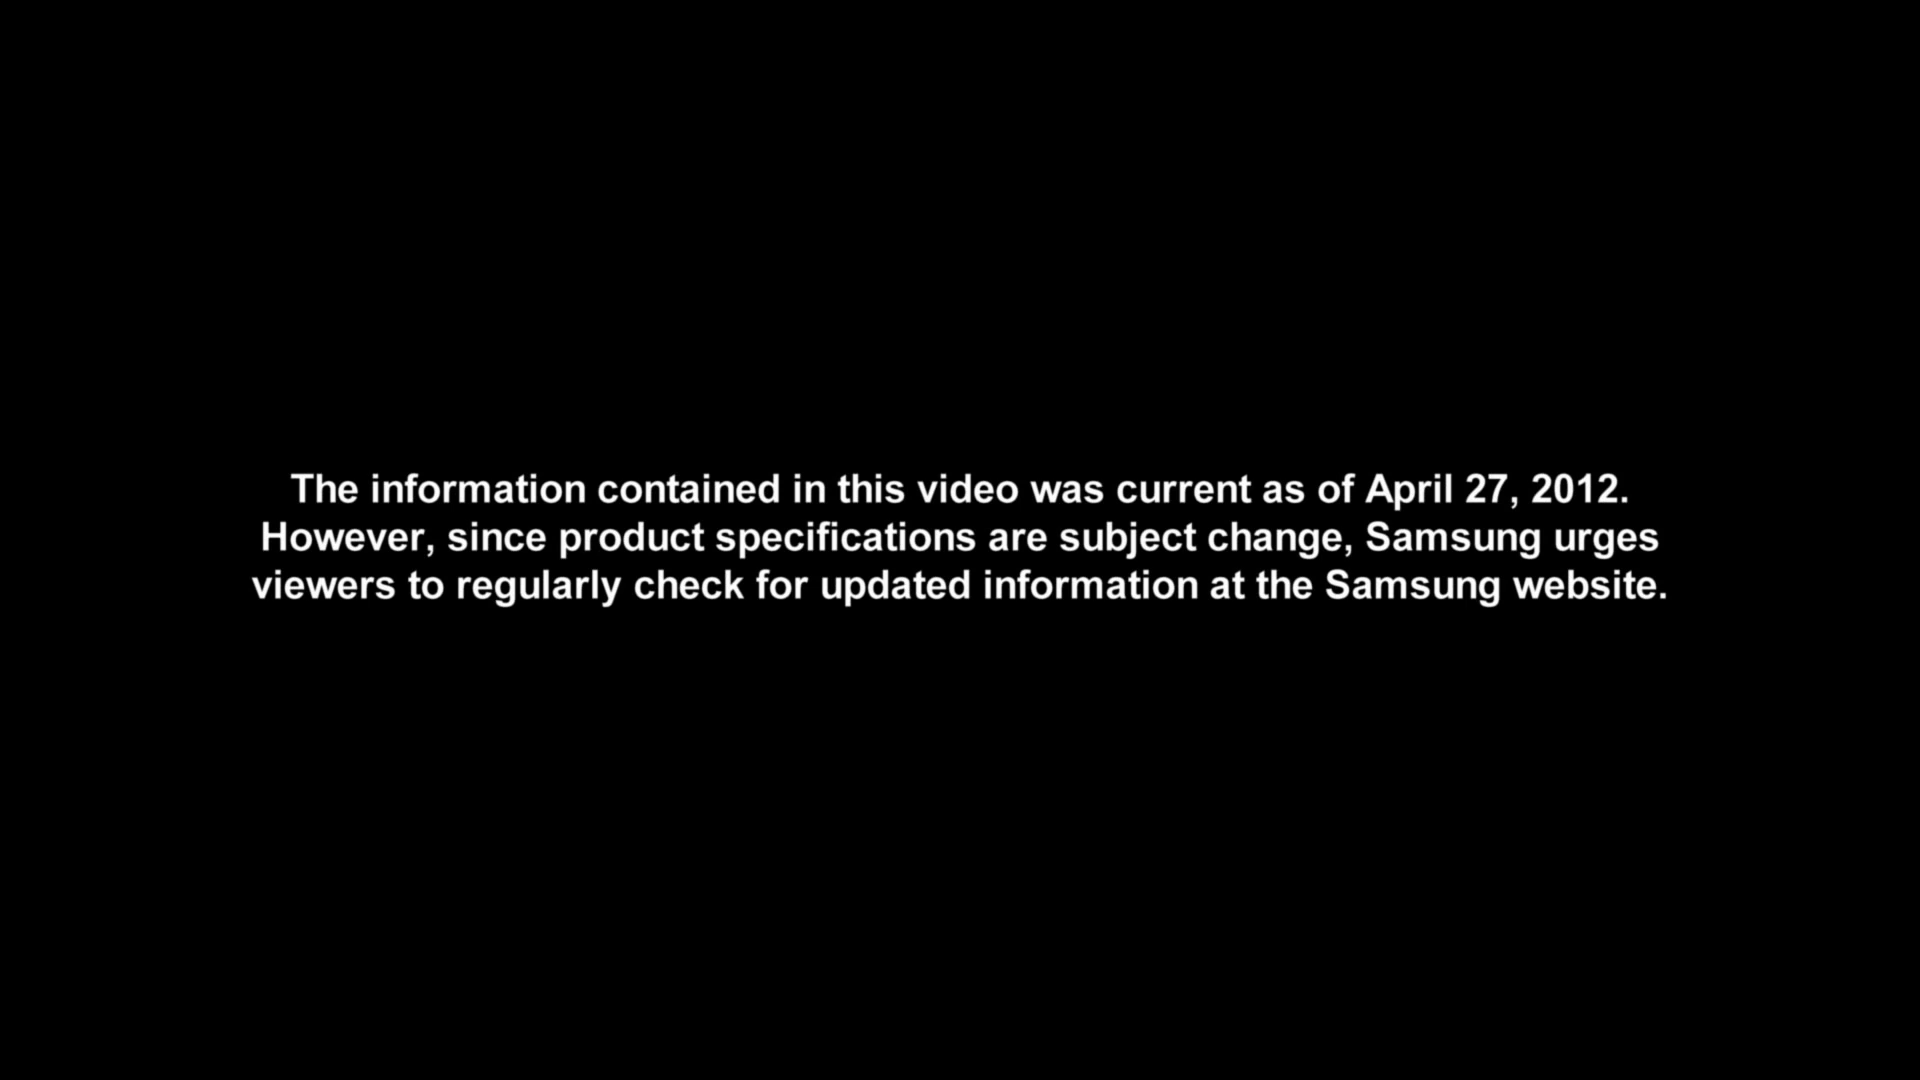 The information contained in this video was current as of April 27, 2012.
However, since product specifications are subject change, Samsung urges
viewers to regularly check for updated information at the Samsung website.